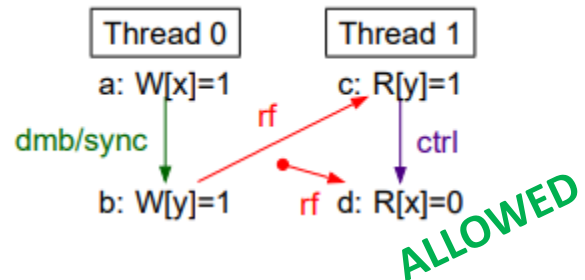 Thread 0 Thread 1
a: W[x]=1 c: R[y]=1
rf
dmb/sync ctrl
b: W[y]=1 rf d: R[x]=0
ALLOWED